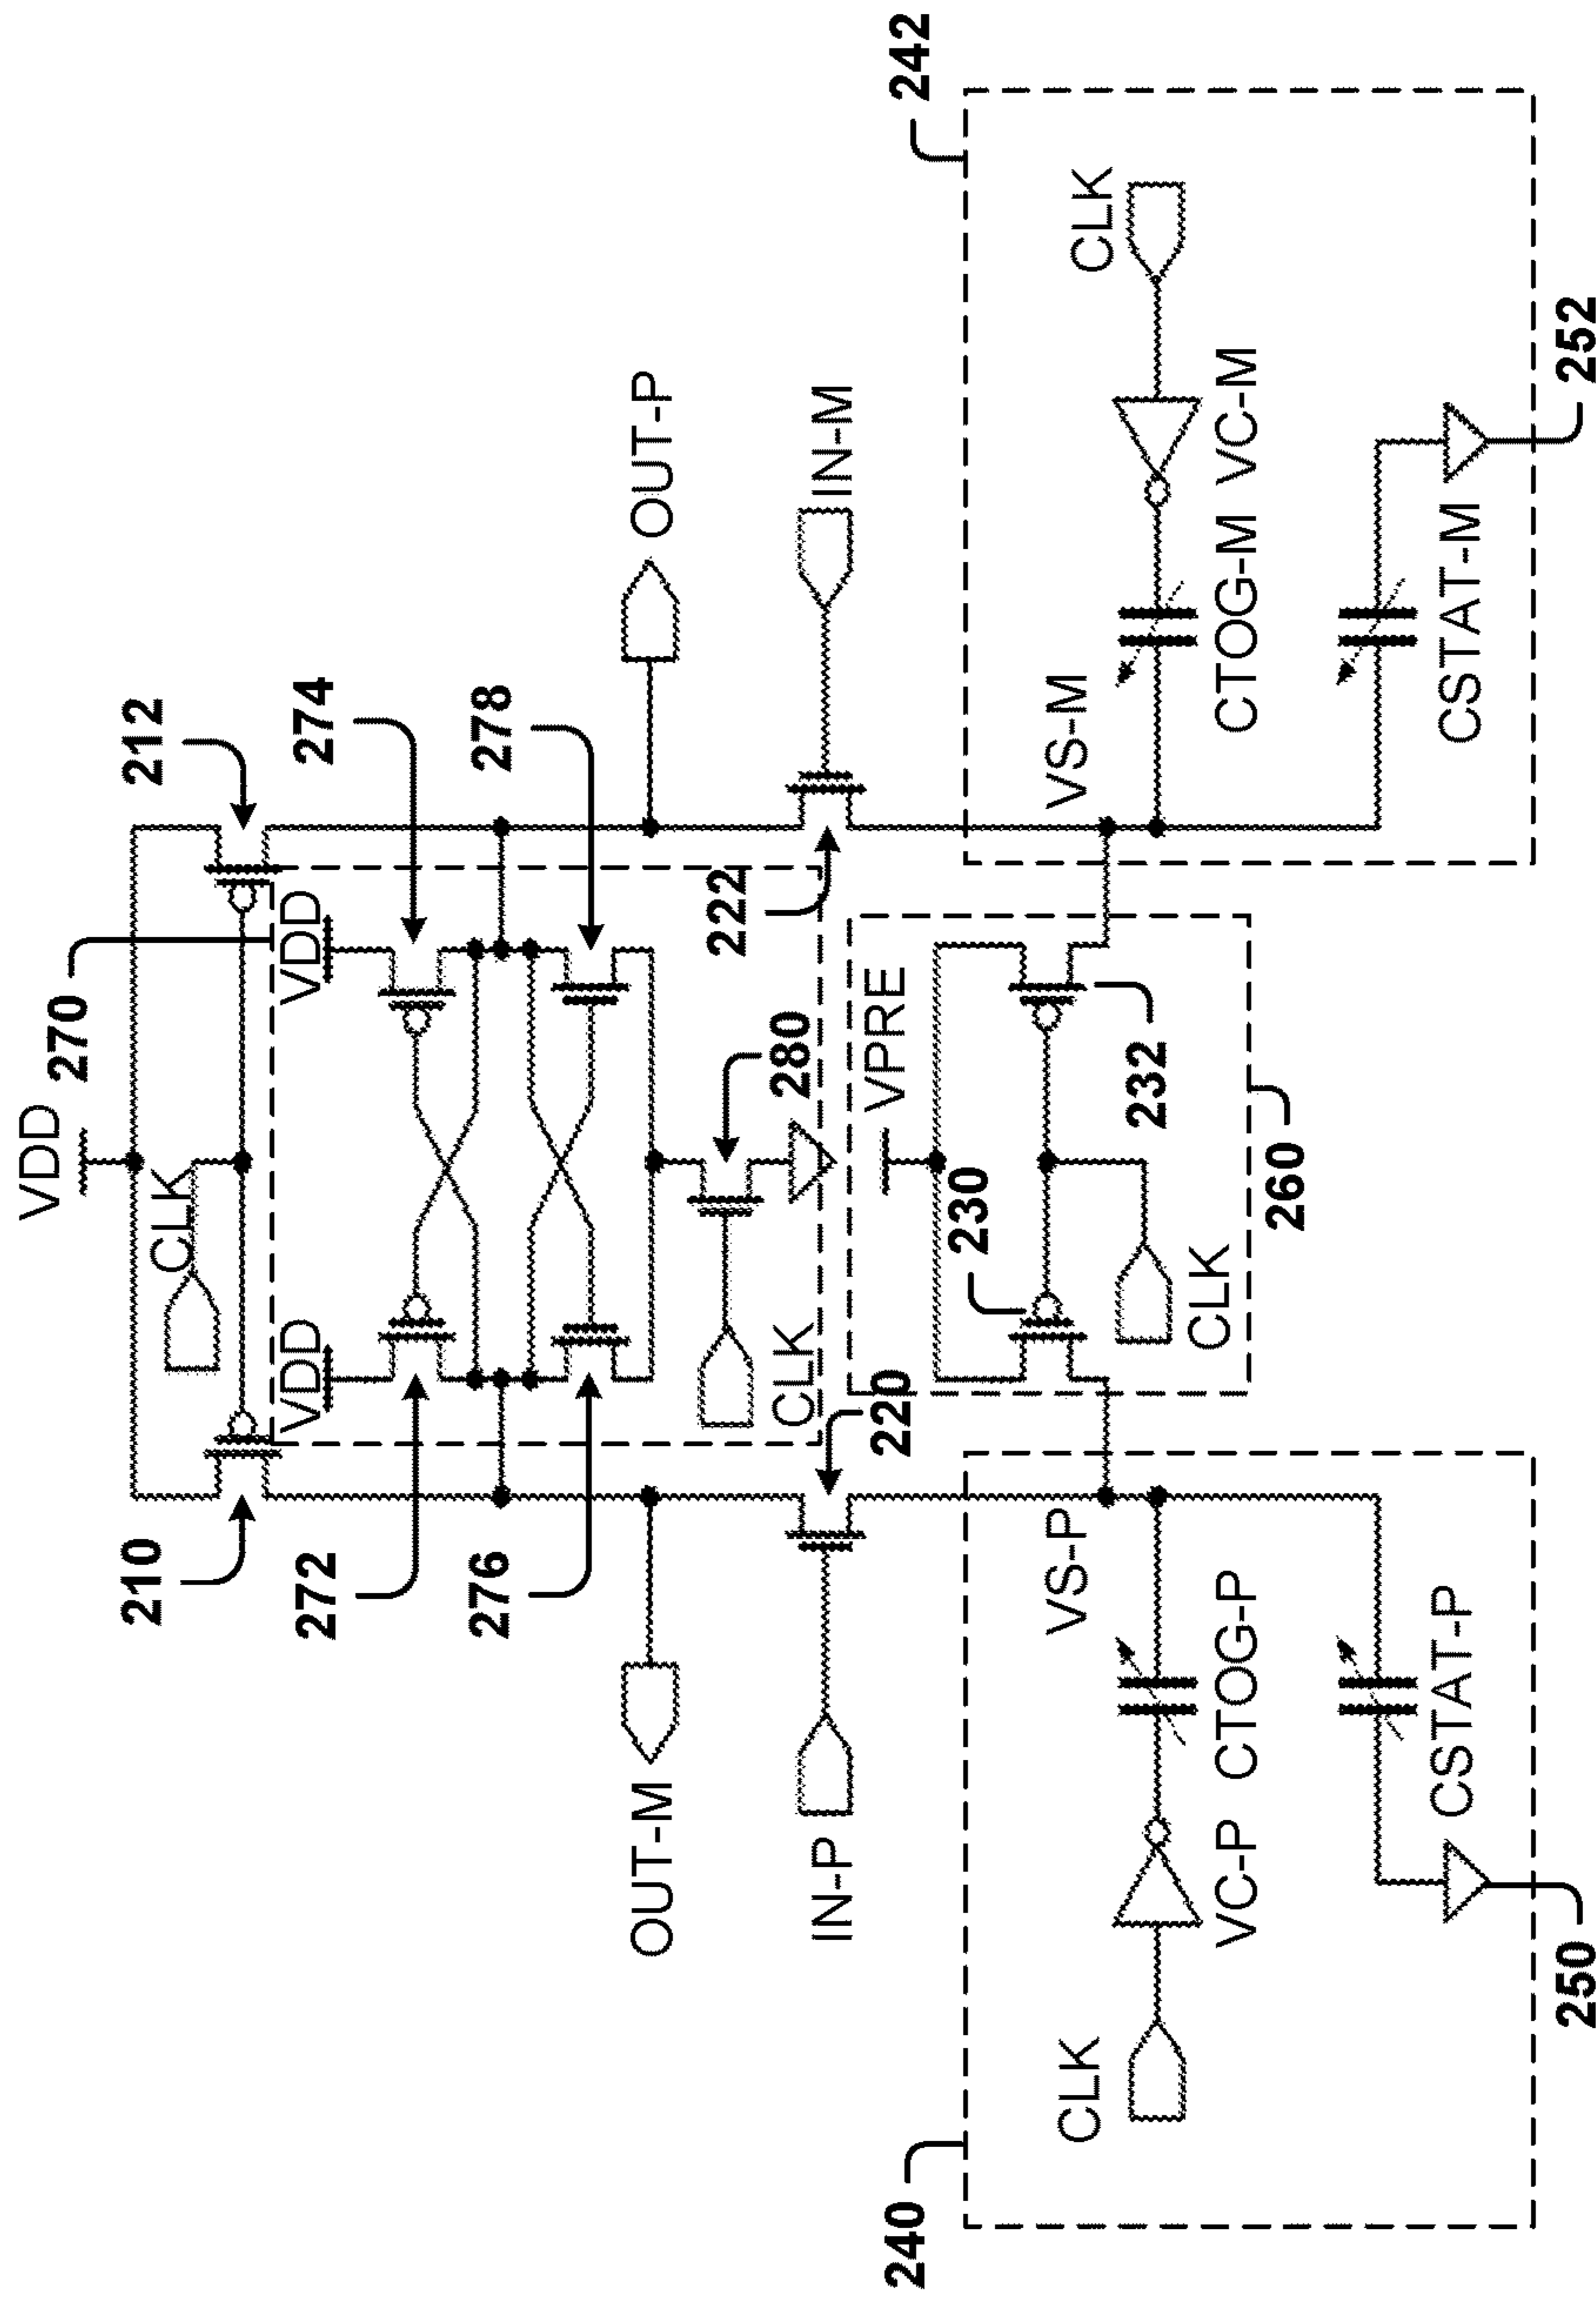 VDD
210
212
CLK
270
VDD
VDD
272
274
276
278
OUT-M
OUT-P
280
CLK
IN-P
IN-M
220
222
VPRE
240
242
230
232
VS-P
VS-M
CLK
CLK
CLK
VC-P
CTOG-P
CTOG-M
VC-M
260
CSTAT-P
CSTAT-M
250
252